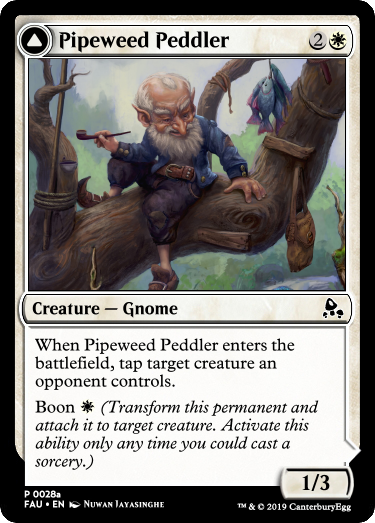 Pipeweed Peddler 2
Creature — Gnome
When Pipeweed Peddler enters the
battlefield, tap target creature an
opponent controls.
Boon (Transform this permanent and
attach it to target creature. Activate this
ability only any time you could cast a
sorcery.)
1/3
P 0028a
FAU • EN Nuwan Jayasinghe
™ & © 2019 CanterburyEgg